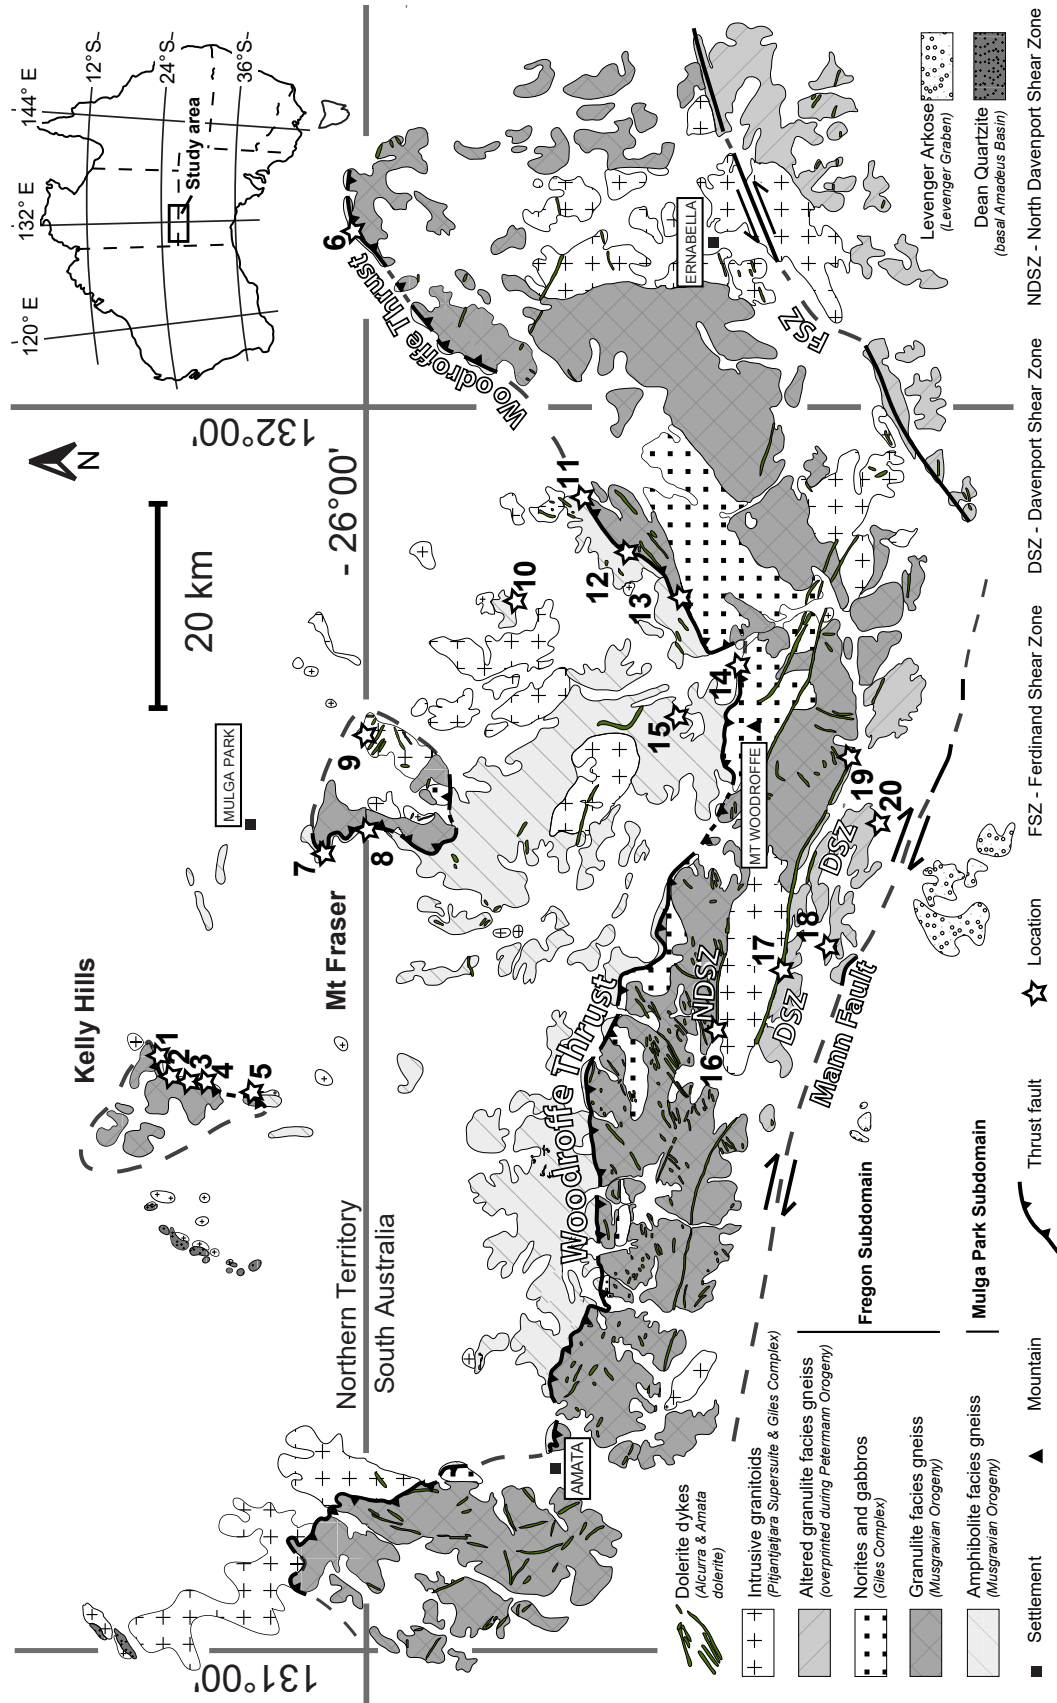 120° E
132° E
144° E
12°S
24°S
36°S
Study area
N
20 km
131°00'
132°00'
- 26°00'
Northern Territory
South Australia
Kelly Hills
1
2
3
4
5
MULGA PARK
Mt Fraser
7
8
9
6
Woodroffe Thrust
10
11
12
13
14
15
Woodroffe Thrust
AMATA
MT WOODROFFE
ERNABELLA
NDSZ
16
17
DSZ
18
DSZ
19
20
Mann Fault
FSZ
Levenger Arkose
(Levenger Graben)
Dean Quartzite
(basal Amadeus Basin)
Dolerite dykes
(Alcurra & Amata
dolerite)
Intrusive granitoids
(Pitjantjatjara Supersuite & Giles Complex)
Altered granulite facies gneiss
(overprinted during Petermann Orogeny)
Norites and gabbros
(Giles Complex)
Granulite facies gneiss
(Musgravian Orogeny)
Amphibolite facies gneiss
(Musgravian Orogeny)
Fregon Subdomain
Mulga Park Subdomain
Settlement
Mountain
Thrust fault
Location
FSZ - Ferdinand Shear Zone
DSZ - Davenport Shear Zone
NDSZ - North Davenport Shear Zone